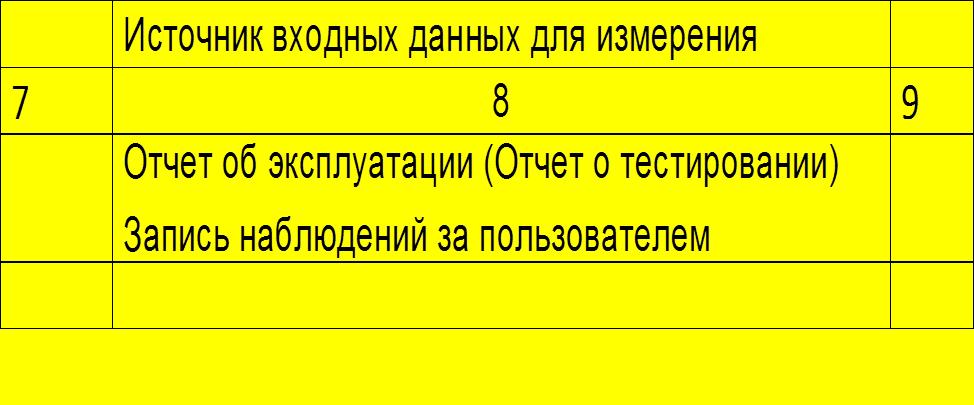 Источник входных данных для измерения
7 8 9
Отчет об эксплуатации (Отчет о тестировании)
Запись наблюдений за пользователем